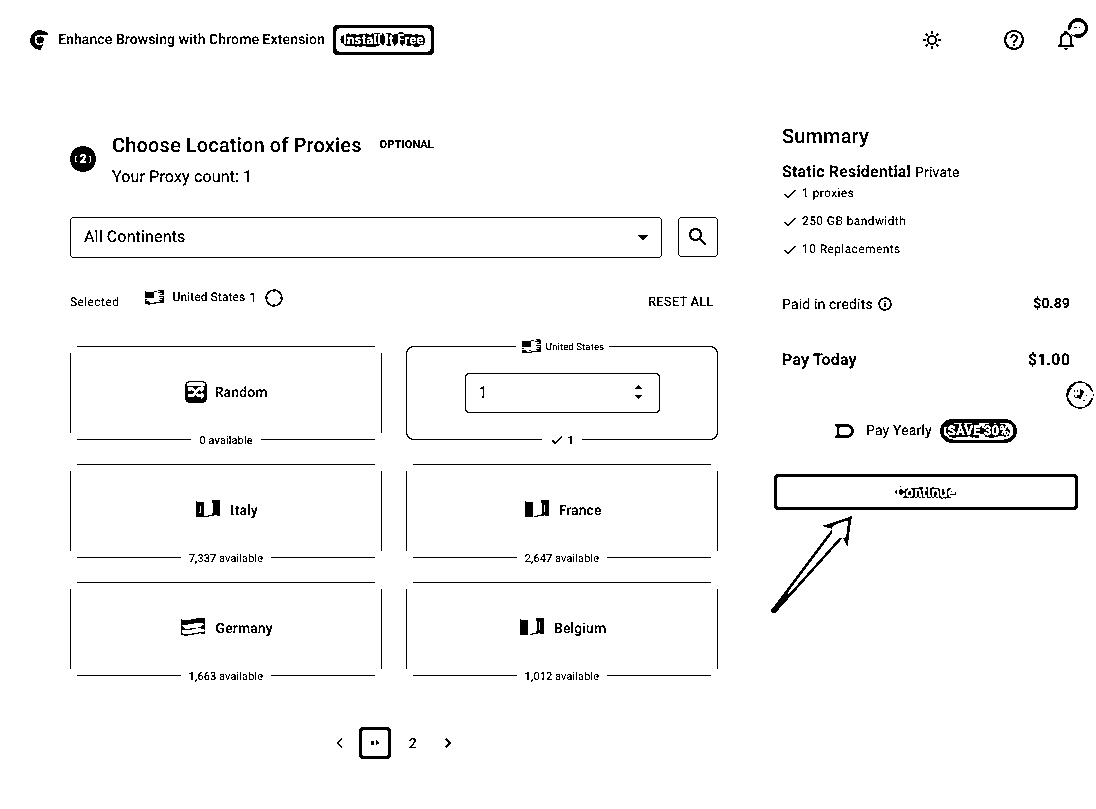 Enhance Browsing with Chrome Extension Install It Free
2 Choose Location of Proxies OPTIONAL
Your Proxy count: 1
All Continents
Selected United States 1 RESET ALL
Random
0 available
United States
1
1
Italy
7,337 available
France
2,647 available
Germany
1,663 available
Belgium
1,012 available
2
Summary
Static Residential Private
1 proxies
250 GB bandwidth
10 Replacements
Paid in credits $0.89
Pay Today $1.00
Pay Yearly SAVE 30%
Continue